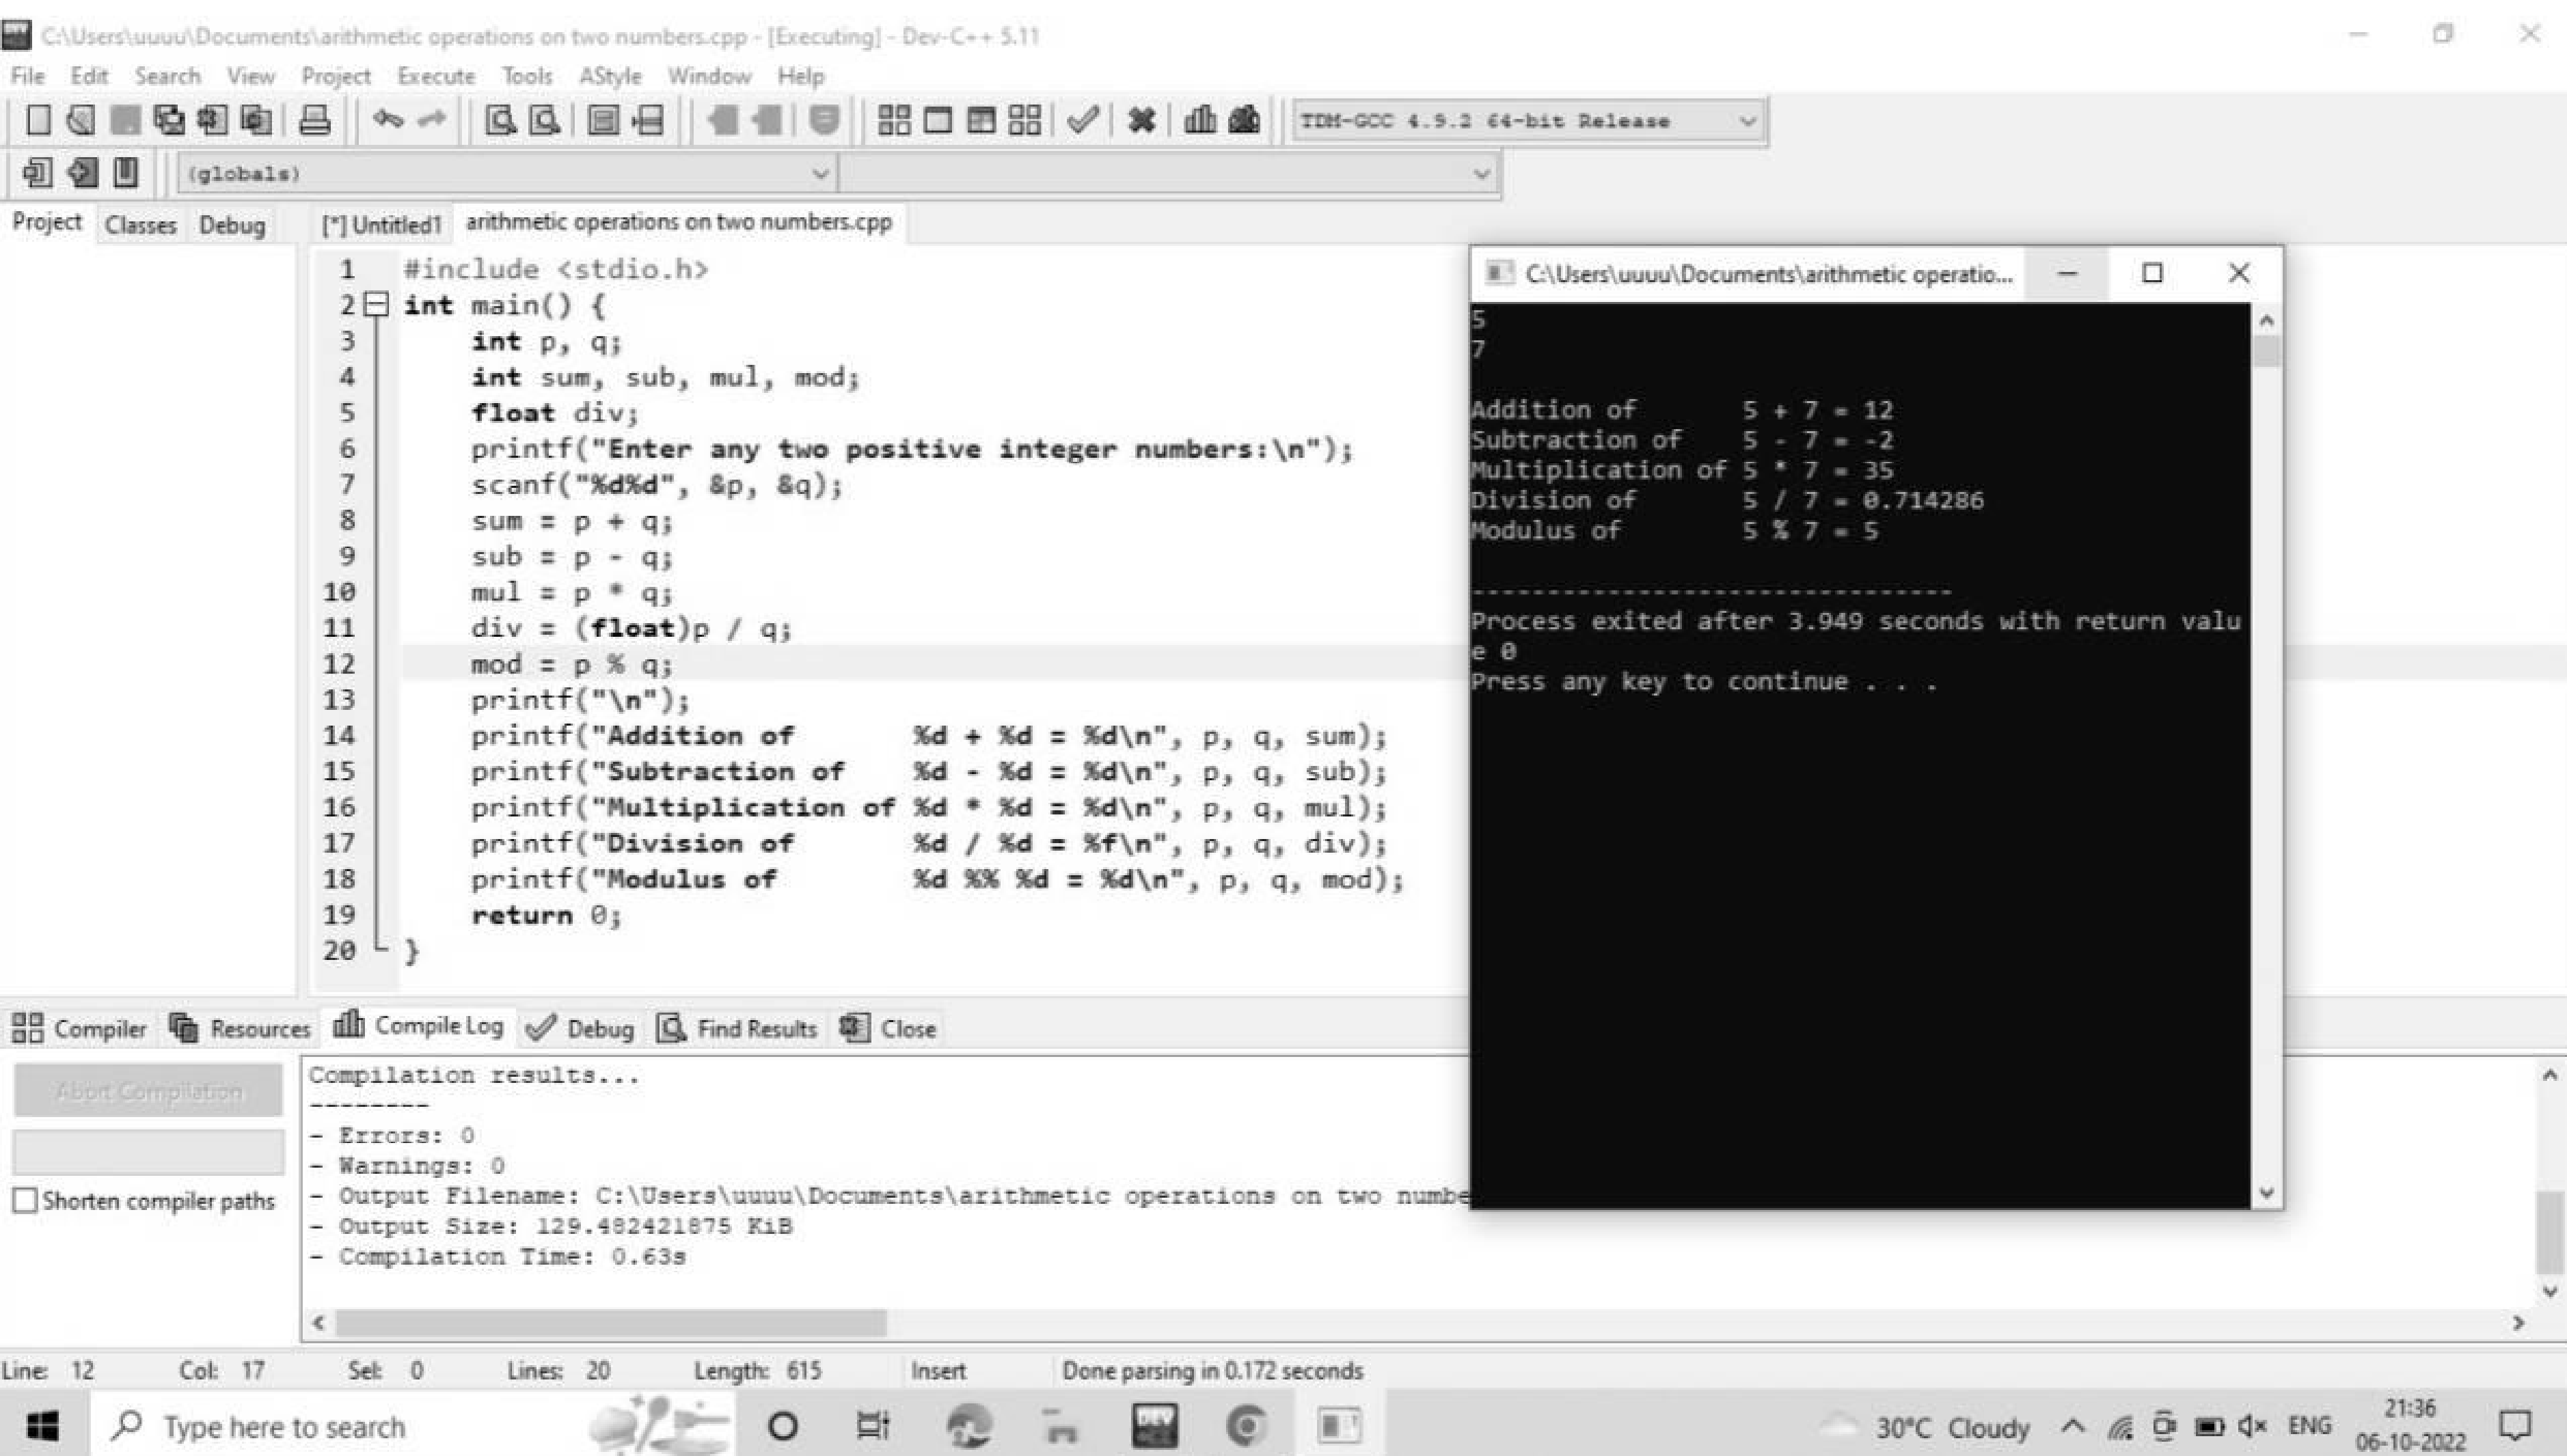 C:\Users\uuuu\Documents\arithmetic operations on two numbers.cpp - [Executing] - Dev-C++ 5.11
File Edit Search View Project Execute Tools AStyle Window Help
TDM-GCC 4.9.2 64-bit Release
(globals)
Project Classes Debug [*] Untitled1 arithmetic operations on two numbers.cpp
1 #include <stdio.h>
2 int main() {
3 int p, q;
4 int sum, sub, mul, mod;
5 float div;
6 printf("Enter any two positive integer numbers:\n");
7 scanf("%d%d", &p, &q);
8 sum = p + q;
9 sub = p - q;
10 mul = p * q;
11 div = (float)p / q;
12 mod = p % q;
13 printf("\n");
14 printf("Addition of       %d + %d = %d\n", p, q, sum);
15 printf("Subtraction of    %d - %d = %d\n", p, q, sub);
16 printf("Multiplication of %d * %d = %d\n", p, q, mul);
17 printf("Division of       %d / %d = %f\n", p, q, div);
18 printf("Modulus of        %d %% %d = %d\n", p, q, mod);
19 return 0;
20 }
C:\Users\uuuu\Documents\arithmetic operatio...
5
7
Addition of       5 + 7 = 12
Subtraction of    5 - 7 = -2
Multiplication of 5 * 7 = 35
Division of       5 / 7 = 0.714286
Modulus of        5 % 7 = 5
--------------------------------
Process exited after 3.949 seconds with return valu
e 0
Press any key to continue . . .
Compiler Resources Compile Log Debug Find Results Close
Abort Compilation
Shorten compiler paths
Compilation results...
--------
- Errors: 0
- Warnings: 0
- Output Filename: C:\Users\uuuu\Documents\arithmetic operations on two numbe
- Output Size: 129.482421875 KiB
- Compilation Time: 0.63s
Line: 12 Col: 17 Sel: 0 Lines: 20 Length: 615 Insert Done parsing in 0.172 seconds
Type here to search
DEV
30°C Cloudy ENG
21:36
06-10-2022